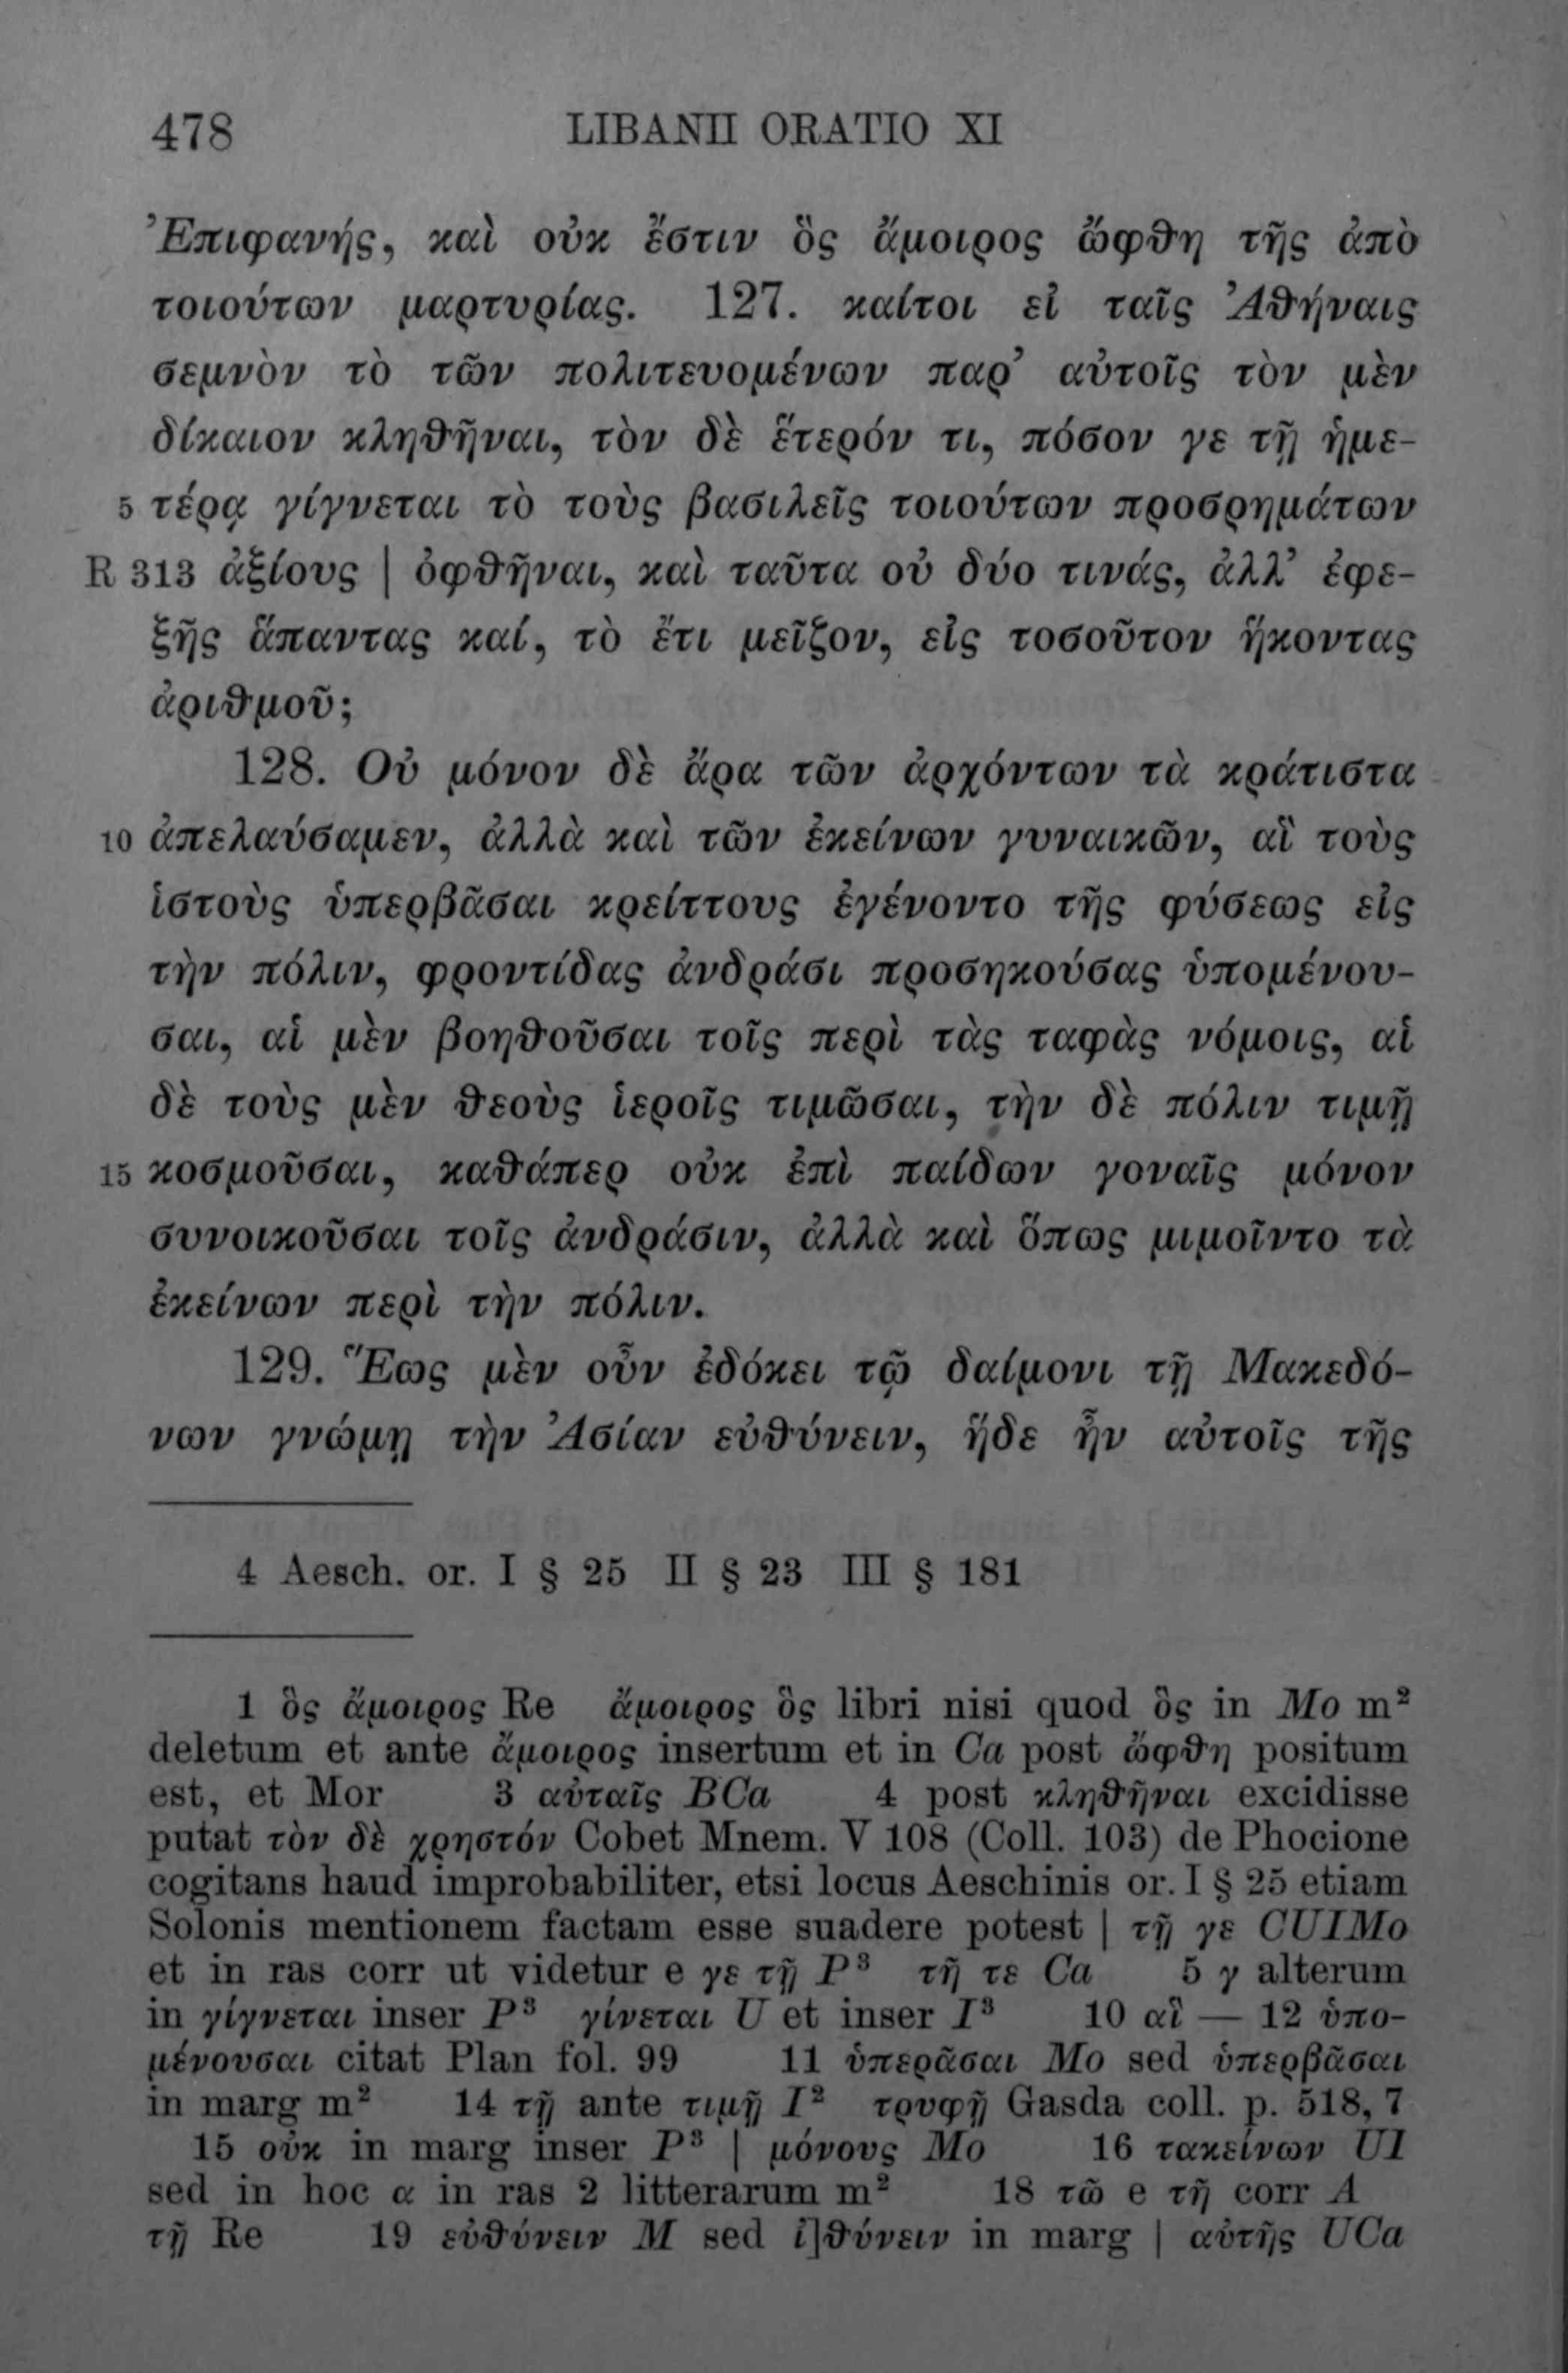 478 LIBANII ORATIO XI
Ἐπιφανής, καὶ οὐκ ἔστιν ὃς ἄμοιρος ὤφθη τῆς ἀπὸ
τοιούτων μαρτυρίας. 127. καίτοι εἰ ταῖς Ἀθήναις
σεμνὸν τὸ τῶν πολιτευομένων παρ’ αὐτοῖς τὸν μὲν
δίκαιον κληθῆναι, τὸν δὲ ἕτερόν τι, πόσον γε τῇ ἡμε-
5 τέρᾳ γίγνεται τὸ τοὺς βασιλεῖς τοιούτων προσρημάτων
R 313 ἀξίους | ὀφθῆναι, καὶ ταῦτα οὐ δύο τινάς, ἀλλ’ ἐφε-
ξῆς ἅπαντας καί, τὸ ἔτι μεῖζον, εἰς τοσοῦτον ἥκοντας
ἀριθμοῦ;
128. Οὐ μόνον δὲ ἄρα τῶν ἀρχόντων τὰ κράτιστα
10 ἀπελαύσαμεν, ἀλλὰ καὶ τῶν ἐκείνων γυναικῶν, αἳ τοὺς
ἱστοὺς ὑπερβᾶσαι κρείττους ἐγένοντο τῆς φύσεως εἰς
τὴν πόλιν, φροντίδας ἀνδράσι προσηκούσας ὑπομένου-
σαι, αἱ μὲν βοηθοῦσαι τοῖς περὶ τὰς ταφὰς νόμοις, αἱ
δὲ τοὺς μὲν θεοὺς ἱεροῖς τιμῶσαι, τὴν δὲ πόλιν τιμῇ
15 κοσμοῦσαι, καθάπερ οὐκ ἐπὶ παίδων γοναῖς μόνον
συνοικοῦσαι τοῖς ἀνδράσιν, ἀλλὰ καὶ ὅπως μιμοῖντο τὰ
ἐκείνων περὶ τὴν πόλιν.
129. Ἕως μὲν οὖν ἐδόκει τῷ δαίμονι τῇ Μακεδό-
νων γνώμῃ τὴν Ἀσίαν εὐθύνειν, ἥδε ἦν αὐτοῖς τῆς
4 Aesch. or. I § 25 II § 23 III § 181
1 ὃς ἄμοιρος Re ἄμοιρος ὃς libri nisi quod ὃς in Mo m²
deletum et ante ἄμοιρος insertum et in Ca post ὤφθη positum
est, et Mor 3 αὐταῖς BCa 4 post κληθῆναι excidisse
putat τὸν δὲ χρηστόν Cobet Mnem. V 108 (Coll. 103) de Phocione
cogitans haud improbabiliter, etsi locus Aeschinis or. I § 25 etiam
Solonis mentionem factam esse suadere potest | τῇ γε CUIMo
et in ras corr ut videtur e γε τῇ P³ τῇ τε Ca 5 γ alterum
in γίγνεται inser P³ γίνεται U et inser I³ 10 αἳ — 12 ὑπο-
μένουσαι citat Plan fol. 99 11 ὑπερᾶσαι Mo sed ὑπερβᾶσαι
in marg m² 14 τῇ ante τιμῇ I² τρυφῇ Gasda coll. p. 518, 7
15 οὐκ in marg inser P³ | μόνους Mo 16 τακείνων UI
sed in hoc α in ras 2 litterarum m² 18 τῶ e τῆ corr A
τῇ Re 19 εὐθύνειν M sed ἰ]θύνειν in marg | αὐτῆς UCa